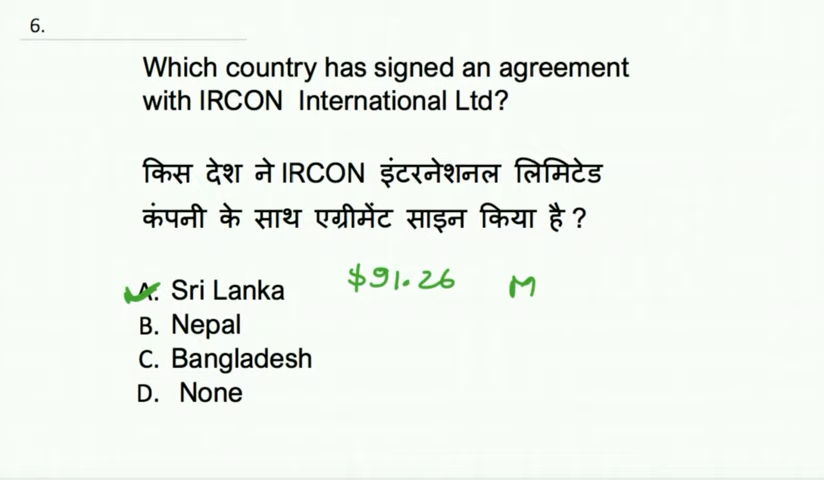 6.
Which country has signed an agreement
with IRCON International Ltd?
किस देश ने IRCON इंटरनेशनल लिमिटेड
कंपनी के साथ एग्रीमेंट साइन किया है ?
A. Sri Lanka $91.26 M
B. Nepal
C. Bangladesh
D. None